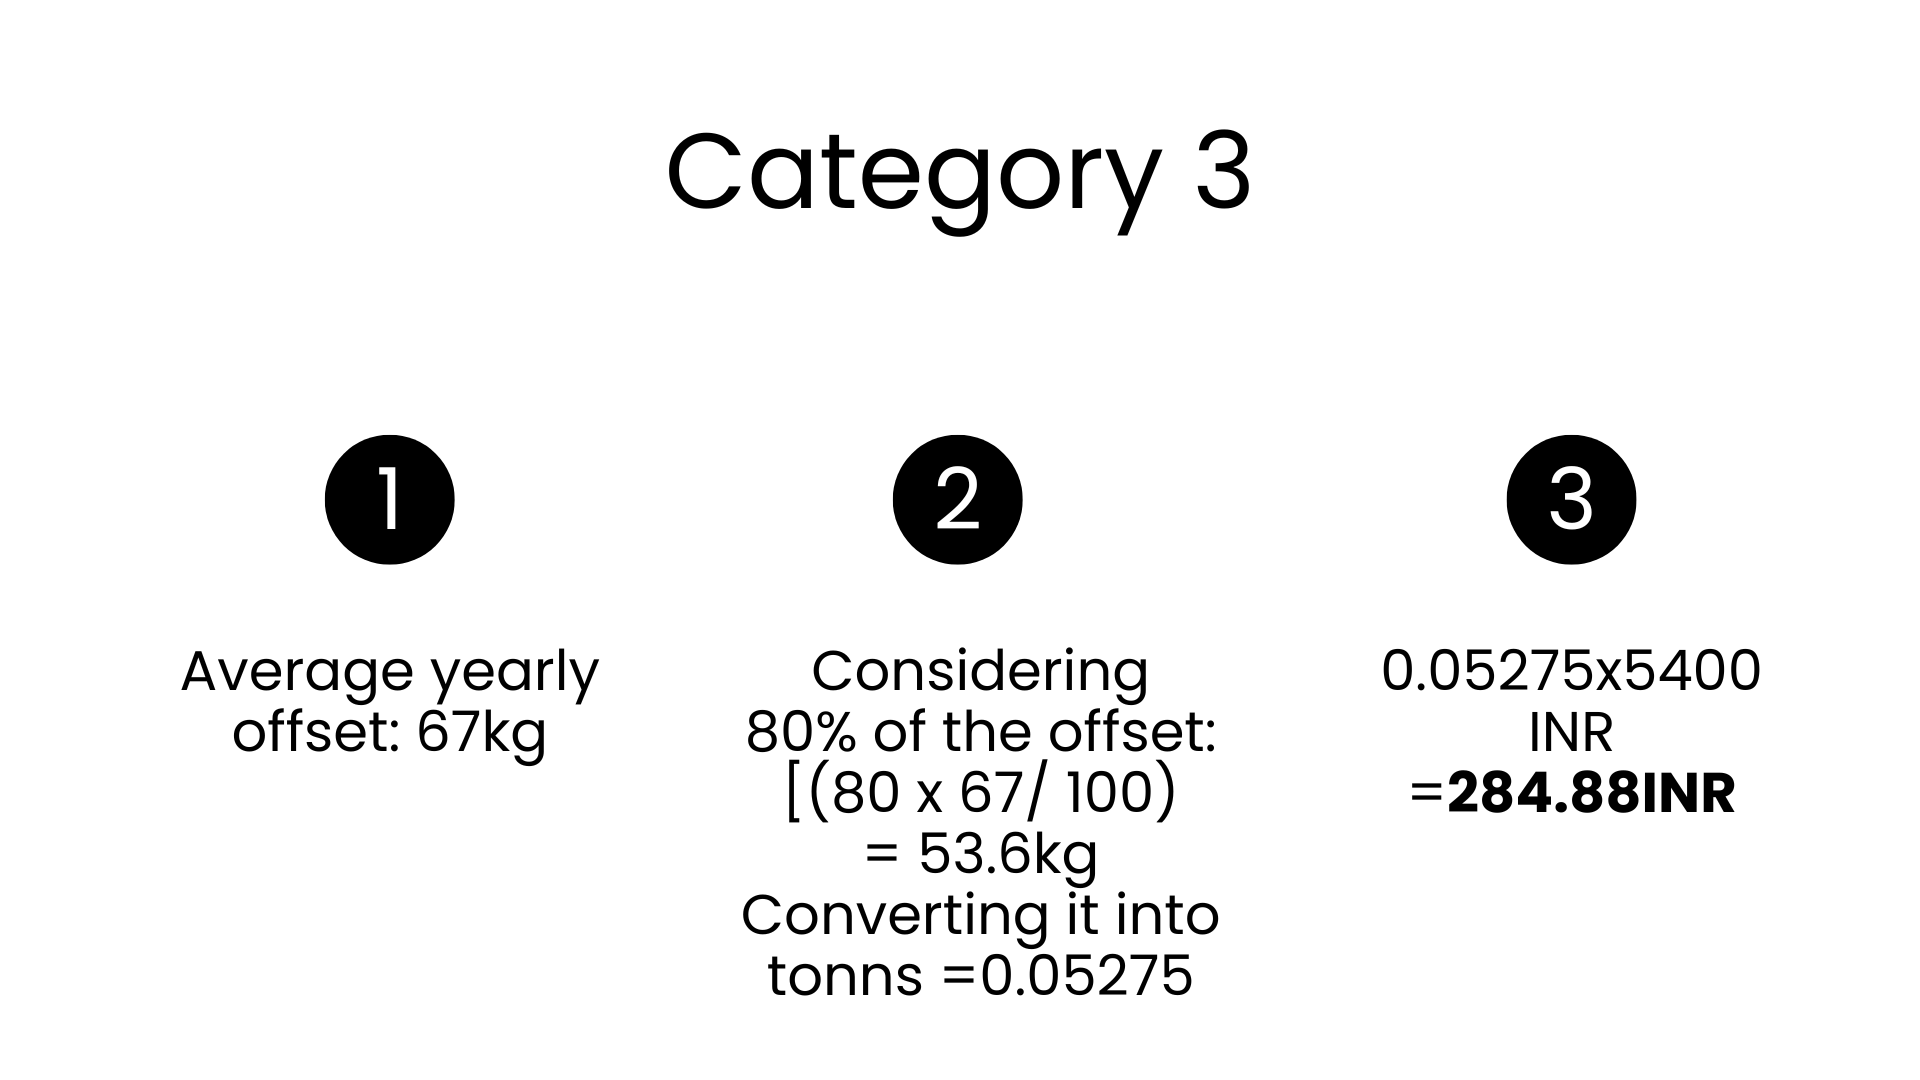 Category 3
1
Average yearly
offset: 67kg
2
Considering
80% of the offset:
[(80 x 67/ 100)
= 53.6kg
Converting it into
tonns =0.05275
3
0.05275x5400
INR
=284.88INR